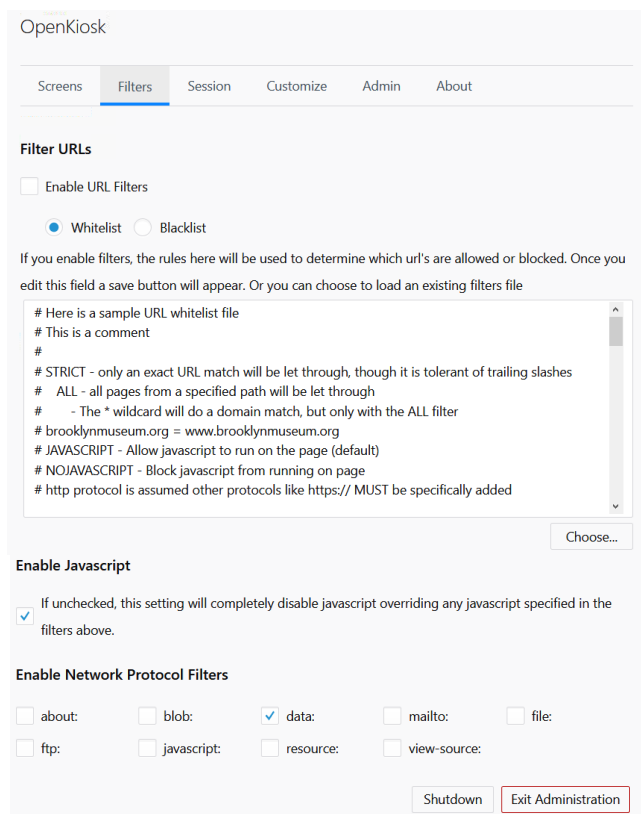 OpenKiosk
Screens Filters Session Customize Admin About
Filter URLs
Enable URL Filters
Whitelist Blacklist
If you enable filters, the rules here will be used to determine which url's are allowed or blocked. Once you
edit this field a save button will appear. Or you can choose to load an existing filters file
# Here is a sample URL whitelist file
# This is a comment
#
# STRICT - only an exact URL match will be let through, though it is tolerant of trailing slashes
# ALL - all pages from a specified path will be let through
# - The * wildcard will do a domain match, but only with the ALL filter
# brooklynmuseum.org = www.brooklynmuseum.org
# JAVASCRIPT - Allow javascript to run on the page (default)
# NOJAVASCRIPT - Block javascript from running on page
# http protocol is assumed other protocols like https:// MUST be specifically added
Choose...
Enable Javascript
If unchecked, this setting will completely disable javascript overriding any javascript specified in the
filters above.
Enable Network Protocol Filters
about: blob: data: mailto: file:
ftp: javascript: resource: view-source:
Shutdown Exit Administration